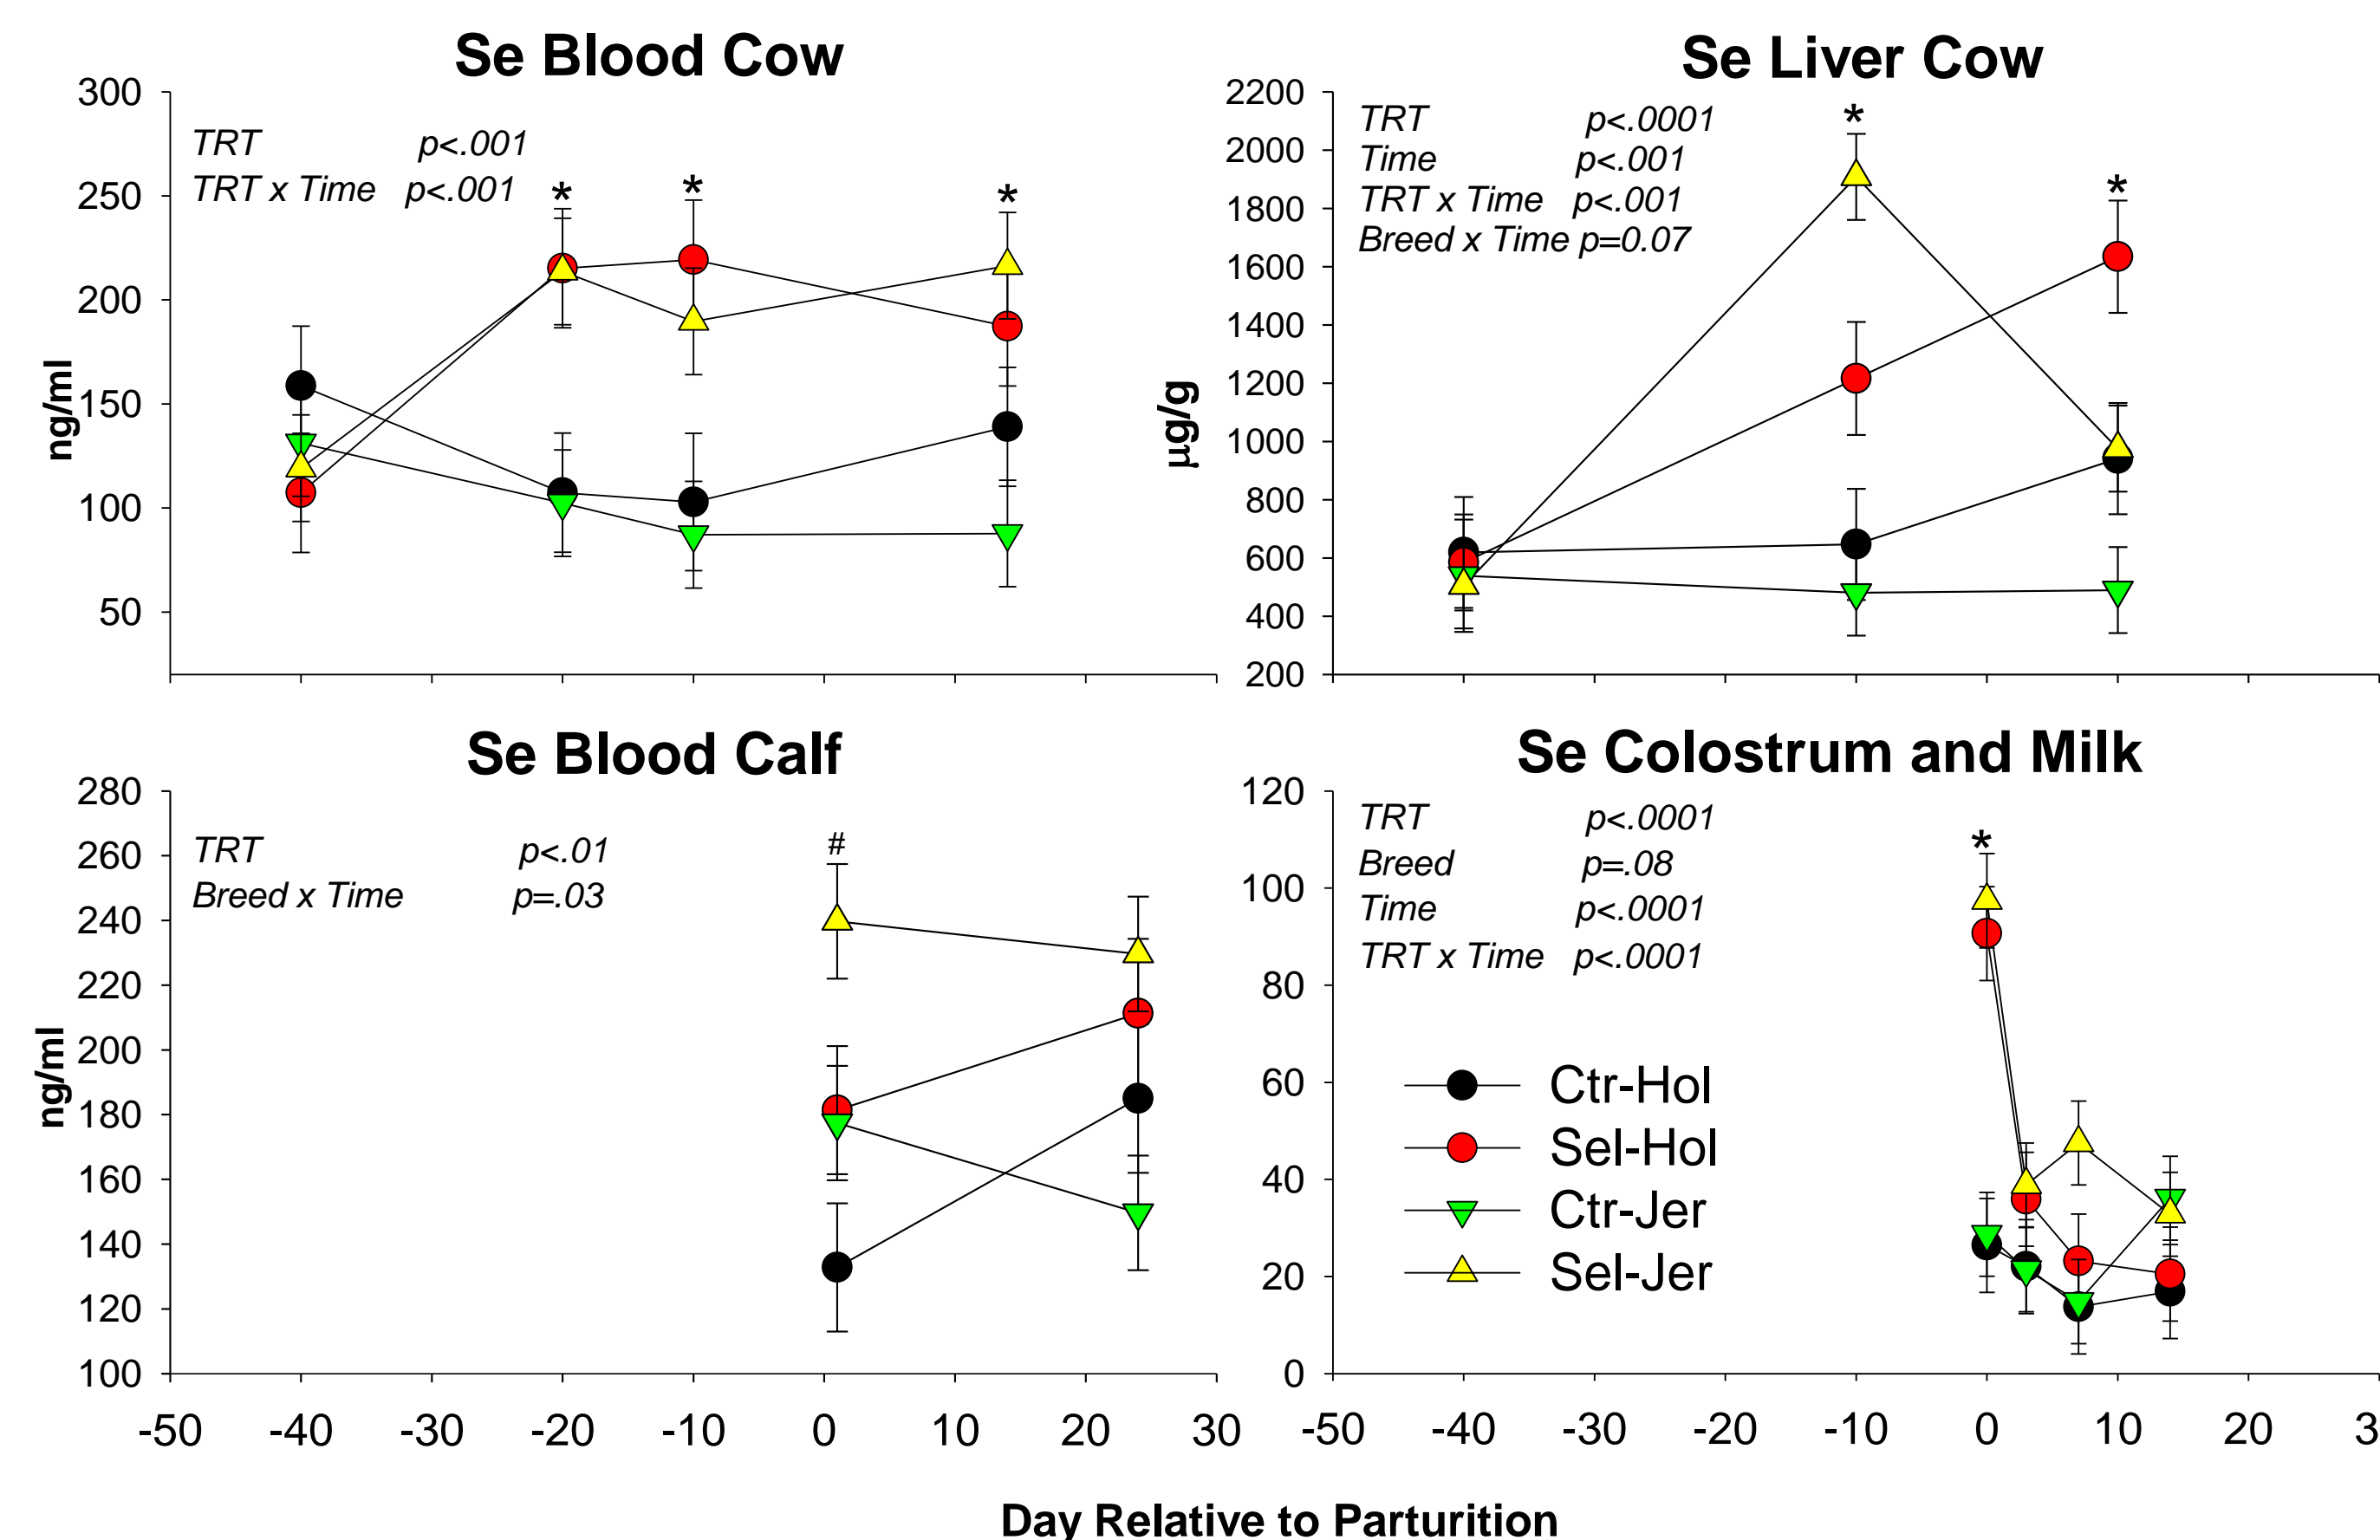 Se Blood Cow
300
250
200
150
100
50
ng/ml
TRT p<.001
TRT x Time p<.001
*
*
*
Se Liver Cow
2200
2000
1800
1600
1400
1200
1000
800
600
400
200
µg/g
TRT p<.0001
Time p<.001
TRT x Time p<.001
Breed x Time p=0.07
*
*
Se Blood Calf
280
260
240
220
200
180
160
140
120
100
ng/ml
TRT p<.01
Breed x Time p=.03
#
-50 -40 -30 -20 -10 0 10 20 30
Se Colostrum and Milk
120
100
80
60
40
20
0
TRT p<.0001
Breed p=.08
Time p<.0001
TRT x Time p<.0001
*
Ctr-Hol
Sel-Hol
Ctr-Jer
Sel-Jer
-50 -40 -30 -20 -10 0 10 20 3
Day Relative to Parturition